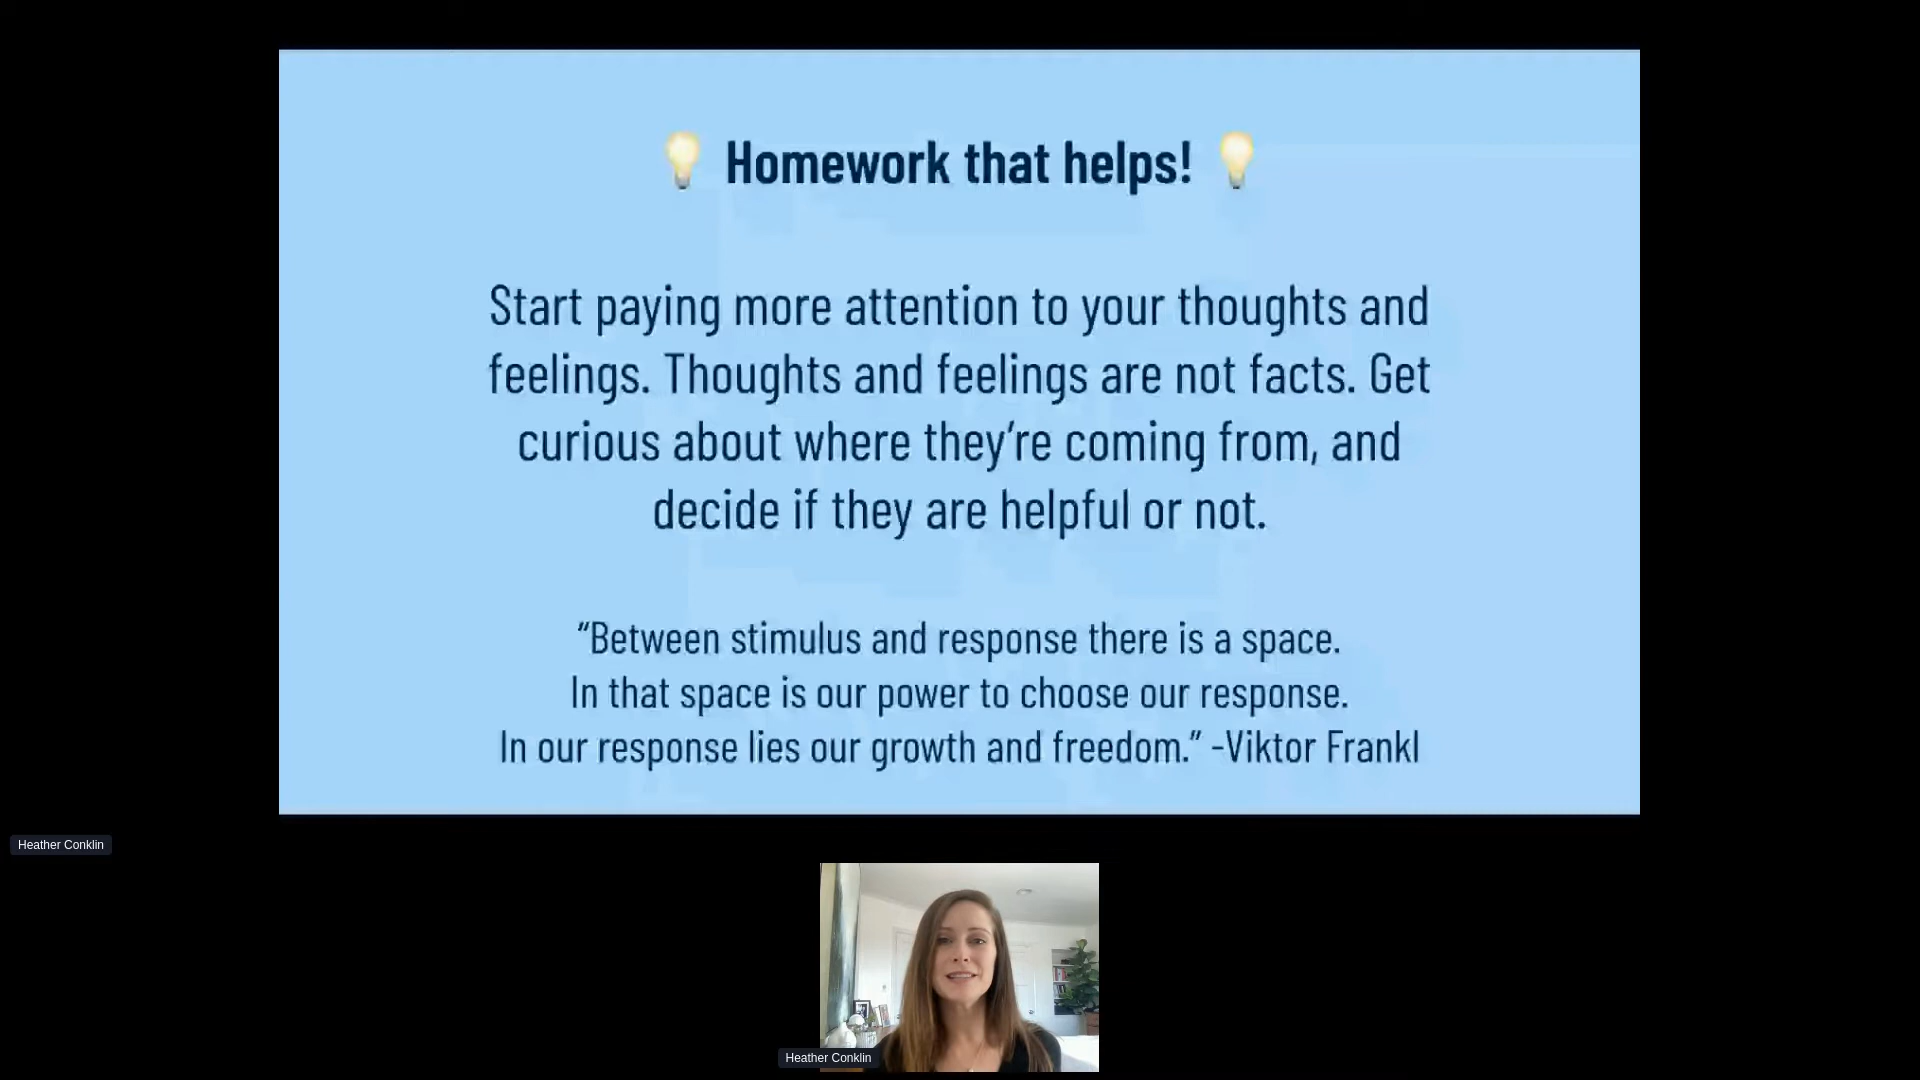 💡 Homework that helps! 💡
Start paying more attention to your thoughts and
feelings. Thoughts and feelings are not facts. Get
curious about where they’re coming from, and
decide if they are helpful or not.
“Between stimulus and response there is a space.
In that space is our power to choose our response.
In our response lies our growth and freedom.” -Viktor Frankl
Heather Conklin
Heather Conklin